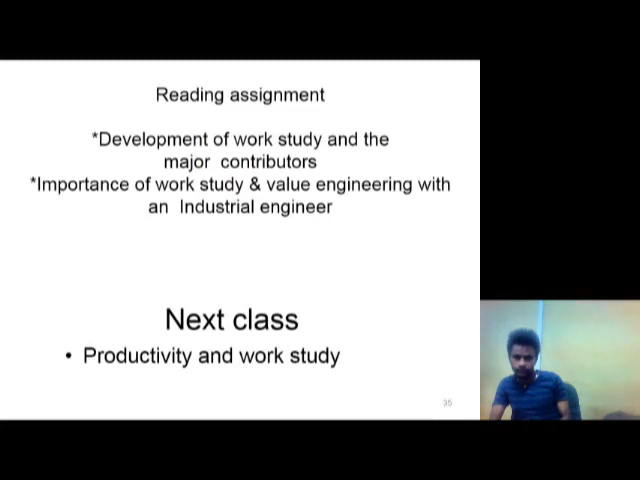 Reading assignment
*Development of work study and the
major contributors
*Importance of work study & value engineering with
an Industrial engineer
Next class
• Productivity and work study
35